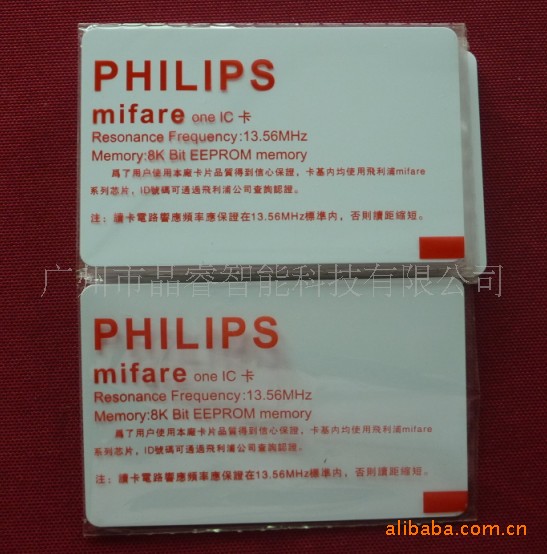 PHILIPS
mifare one IC 卡
Resonance Frequency:13.56MHz
Memory:8K Bit EEPROM memory
爲了用户使用本廠卡片品質得到信心保證，卡基内均使用飛利浦mifare
系列芯片，ID號碼可通過飛利浦公司查詢認證。
注：讀卡電路響應頻率應保證在13.56MHz標準内，否則讀距縮短。
广州市晶睿智能科技有限公司
PHILIPS
mifare one IC 卡
Resonance Frequency:13.56MHz
Memory:8K Bit EEPROM memory
爲了用户使用本廠卡片品質得到信心保證，卡基内均使用飛利浦mifare
系列芯片，ID號碼可通過飛利浦公司查詢認證。
注：讀卡電路響應頻率應保證在13.56MHz標準内，否則讀距縮短。
alibaba.com.cn